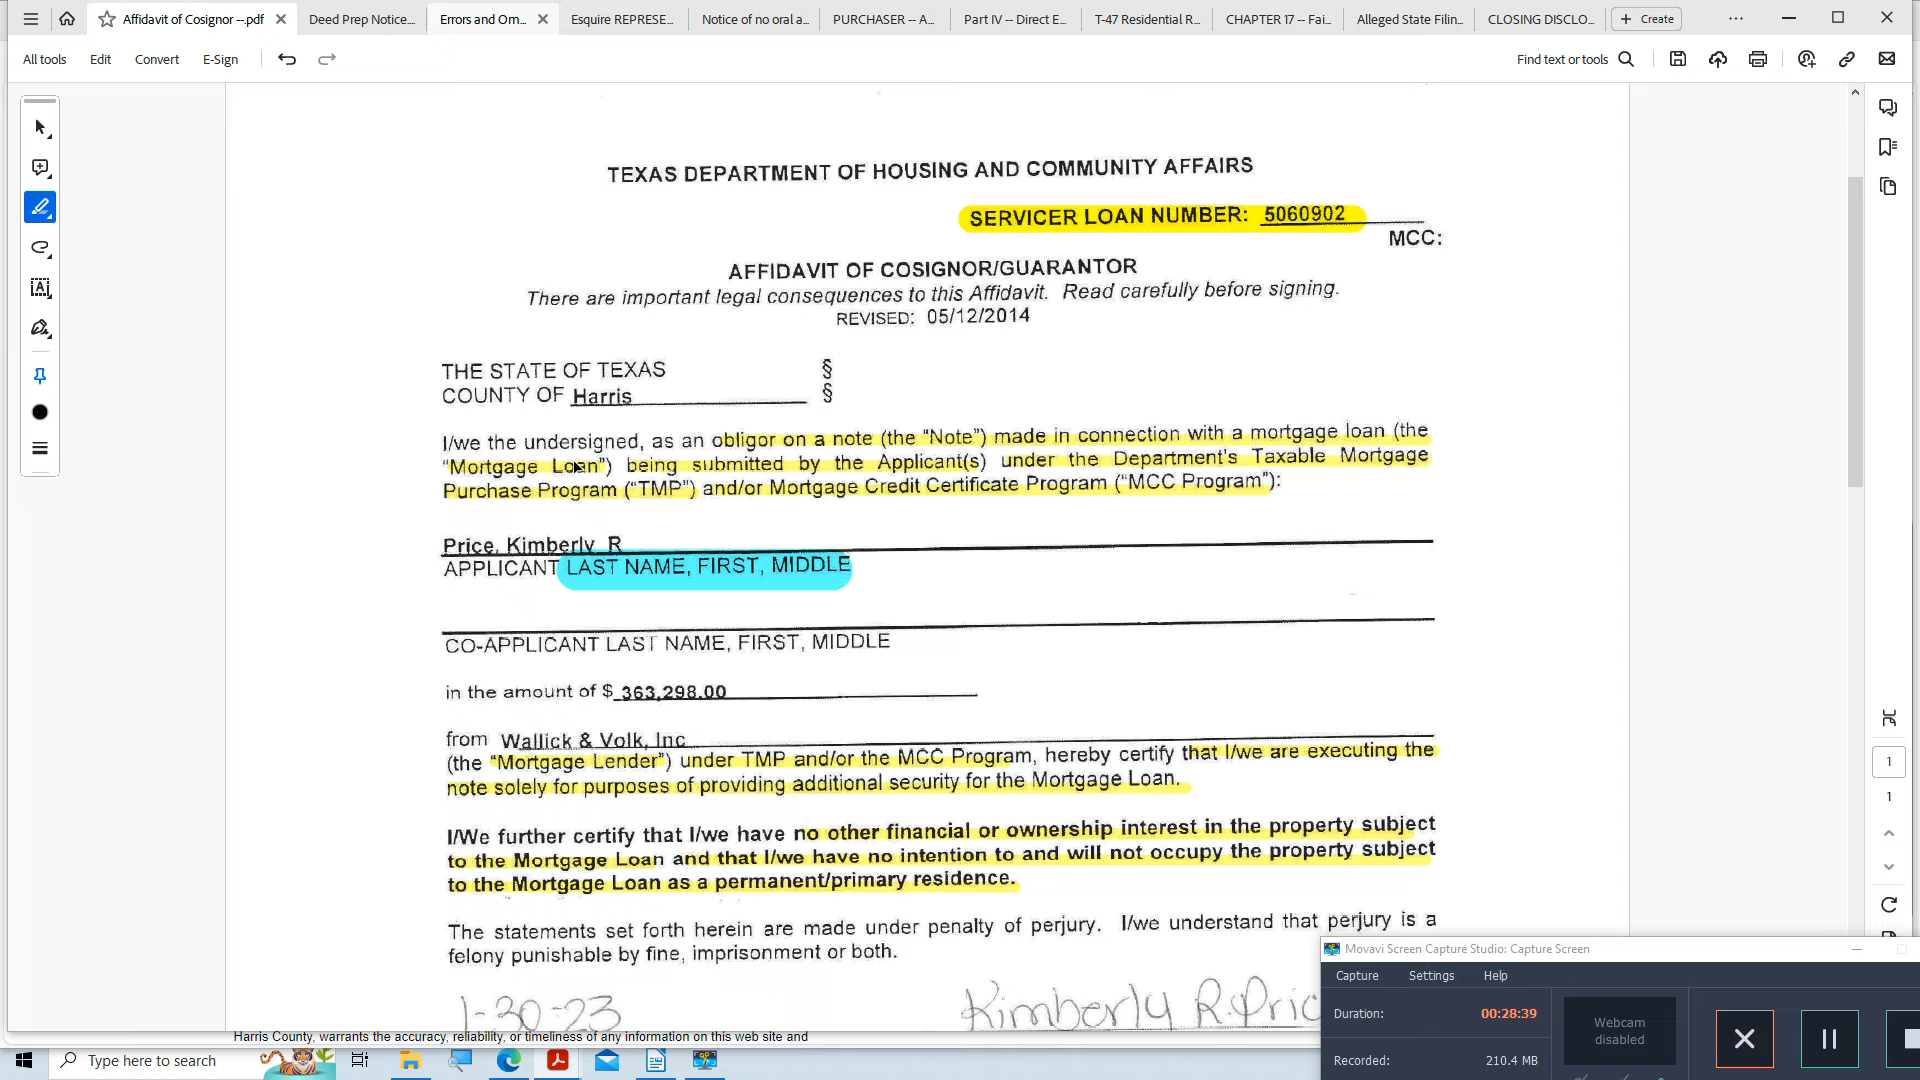 Affidavit of Cosignor --.pdf
Deed Prep Notice...
Errors and Om...
Esquire REPRESE...
Notice of no oral a...
PURCHASER -- A...
Part IV -- Direct E...
T-47 Residential R...
CHAPTER 17 -- Fai...
Alleged State Filin...
CLOSING DISCLO...
Create
All tools
Edit
Convert
E-Sign
Find text or tools
TEXAS DEPARTMENT OF HOUSING AND COMMUNITY AFFAIRS
SERVICER LOAN NUMBER: 5060902
MCC:
AFFIDAVIT OF COSIGNOR/GUARANTOR
There are important legal consequences to this Affidavit. Read carefully before signing.
REVISED: 05/12/2014
THE STATE OF TEXAS §
COUNTY OF Harris §
I/we the undersigned, as an obligor on a note (the “Note”) made in connection with a mortgage loan (the
“Mortgage Loan”) being submitted by the Applicant(s) under the Department's Taxable Mortgage
Purchase Program (“TMP”) and/or Mortgage Credit Certificate Program (“MCC Program”):
Price, Kimberly R
APPLICANT LAST NAME, FIRST, MIDDLE
CO-APPLICANT LAST NAME, FIRST, MIDDLE
in the amount of $ 363,298.00
from Wallick & Volk, Inc
(the “Mortgage Lender”) under TMP and/or the MCC Program, hereby certify that I/we are executing the
note solely for purposes of providing additional security for the Mortgage Loan.
I/We further certify that I/we have no other financial or ownership interest in the property subject
to the Mortgage Loan and that I/we have no intention to and will not occupy the property subject
to the Mortgage Loan as a permanent/primary residence.
The statements set forth herein are made under penalty of perjury. I/we understand that perjury is a
felony punishable by fine, imprisonment or both.
1-30-23
Kimberly R. Pric
Harris County, warrants the accuracy, reliability, or timeliness of any information on this web site and
1
1
Movavi Screen Capture Studio: Capture Screen
Capture
Settings
Help
Duration:
00:28:39
Webcam
disabled
Recorded:
210.4 MB
Type here to search